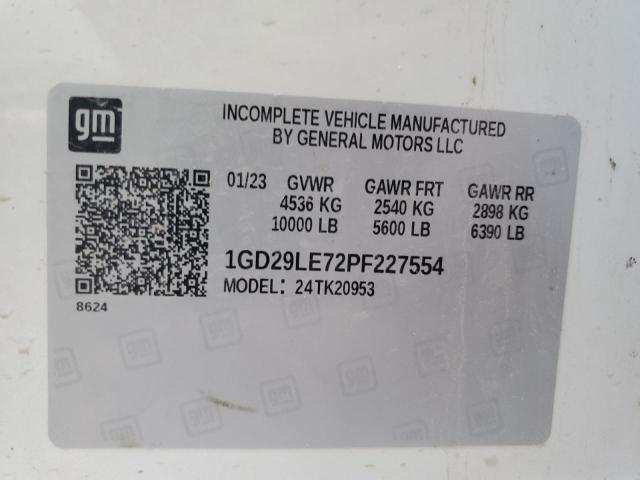 gm
INCOMPLETE VEHICLE MANUFACTURED
BY GENERAL MOTORS LLC
01/23 GVWR GAWR FRT GAWR RR
4536 KG 2540 KG 2898 KG
10000 LB 5600 LB 6390 LB
1GD29LE72PF227554
MODEL: 24TK20953
8624